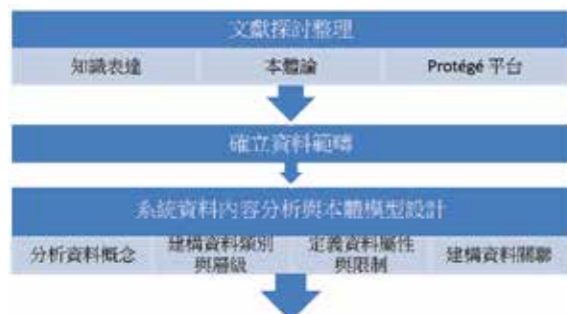 文獻探討整理
知識表達
本體論
Protégé 平台
確立資料範疇
系統資料內容分析與本體模型設計
分析資料概念
建構資料類別
與層級
定義資料屬性
與限制
建構資料關聯